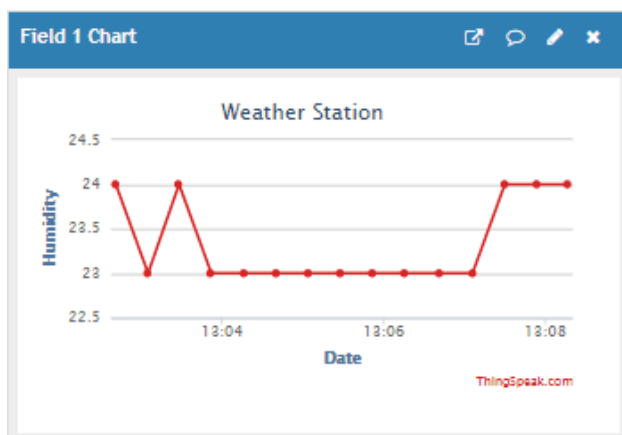 Field 1 Chart
Weather Station
24.5
24
23.5
23
22.5
Humidity
13:04 13:06 13:08
Date
ThingSpeak.com